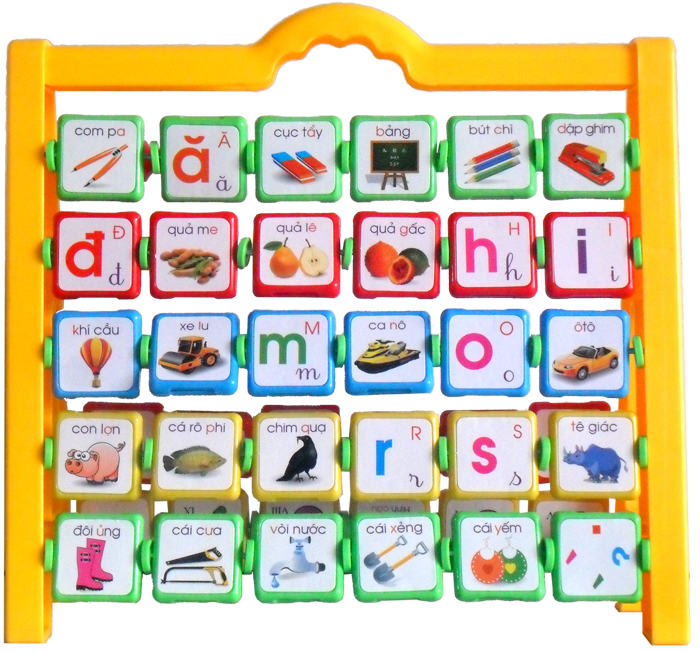 com pa
Ă
ă ă
cục tẩy
bảng
A B C
bút chì
dập ghim
Đ
đ đ
quả me
quả lê
quả gấc
H
h h
I
i i
khí cầu
xe lu
M
m m
ca nô
O
o o
ôtô
con lợn
cá rô phi
chim quạ
R
r r
S
s s
tê giác
XI
VIII
đôi ủng
cái cưa
vòi nước
cái xẻng
cái yếm
?